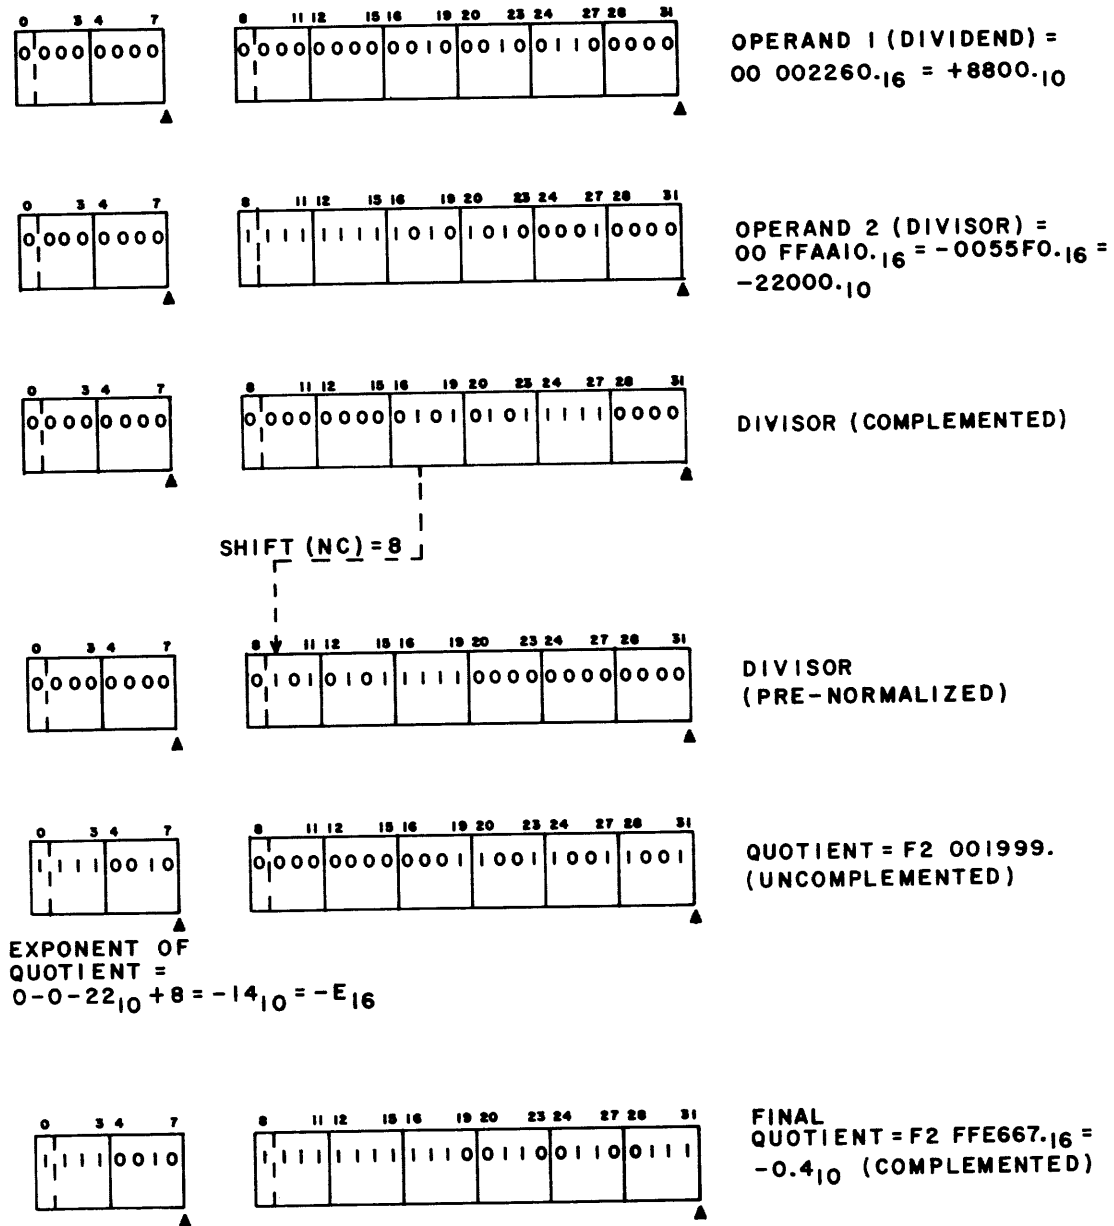 0 3 4 7 8 11 12 15 16 19 20 23 24 27 28 31
0 000 0000 0 000 0000 0010 0010 0110 0000
OPERAND 1 (DIVIDEND) =
00 002260.16 = +8800.10
0 3 4 7 8 11 12 15 16 19 20 23 24 27 28 31
0 000 0000 1 111 1111 1010 1010 0001 0000
OPERAND 2 (DIVISOR) =
00 FFAA10.16 = -0055F0.16 =
-22000.10
0 3 4 7 8 11 12 15 16 19 20 23 24 27 28 31
0 000 0000 0 000 0000 0101 0101 1111 0000
DIVISOR (COMPLEMENTED)
SHIFT (NC) = 8
0 3 4 7 8 11 12 15 16 19 20 23 24 27 28 31
0 000 0000 0 101 0101 1111 0000 0000 0000
DIVISOR
(PRE-NORMALIZED)
0 3 4 7 8 11 12 15 16 19 20 23 24 27 28 31
1 111 0010 0 000 0000 0001 1001 1001 1001
QUOTIENT = F2 001999.
(UNCOMPLEMENTED)
EXPONENT OF
QUOTIENT =
0-0-2210 + 8 = -1410 = -E16
0 3 4 7 8 11 12 15 16 19 20 23 24 27 28 31
1 111 0010 1 111 1111 1110 0110 0110 0111
FINAL
QUOTIENT = F2 FFE667.16 =
-0.410 (COMPLEMENTED)